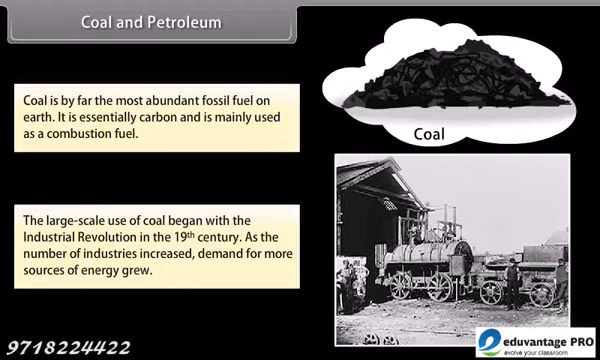 Coal and Petroleum
Coal is by far the most abundant fossil fuel on
earth. It is essentially carbon and is mainly used
as a combustion fuel.
Coal
The large-scale use of coal began with the
Industrial Revolution in the 19th century. As the
number of industries increased, demand for more
sources of energy grew.
9718224422
eduvantage PRO
evolve your classroom